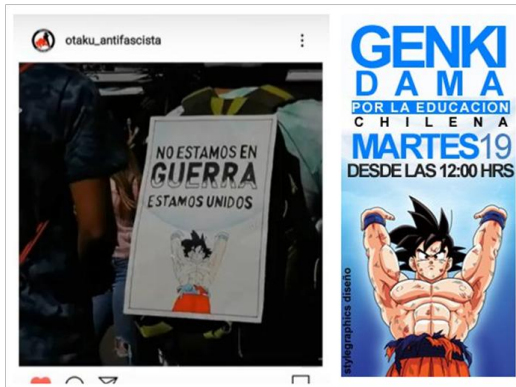 otaku_antifascista
NO ESTAMOS EN
GUERRA
ESTAMOS UNIDOS
GENKI
DAMA
POR LA EDUCACION
CHILENA
MARTES19
DESDE LAS 12:00 HRS
stylegraphics diseño